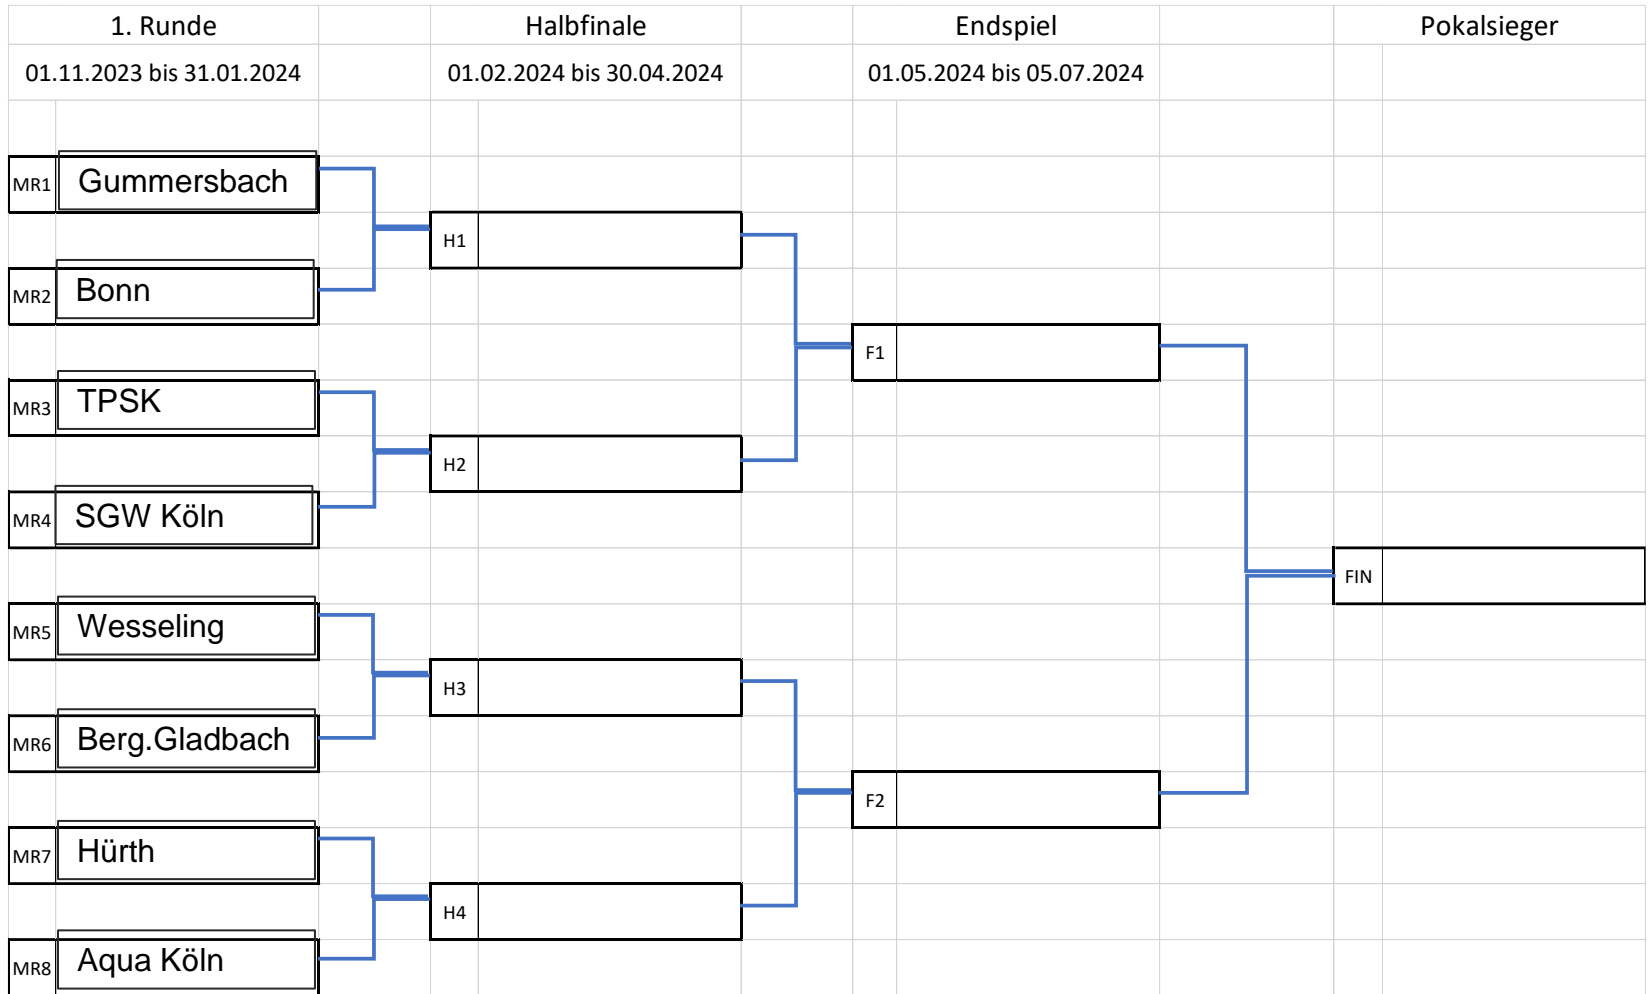 1. Runde
Halbfinale
Endspiel
Pokalsieger
01.11.2023 bis 31.01.2024
01.02.2024 bis 30.04.2024
01.05.2024 bis 05.07.2024
MR1 Gummersbach
H1
MR2 Bonn
F1
MR3 TPSK
H2
MR4 SGW Köln
FIN
MR5 Wesseling
H3
MR6 Berg.Gladbach
F2
MR7 Hürth
H4
MR8 Aqua Köln